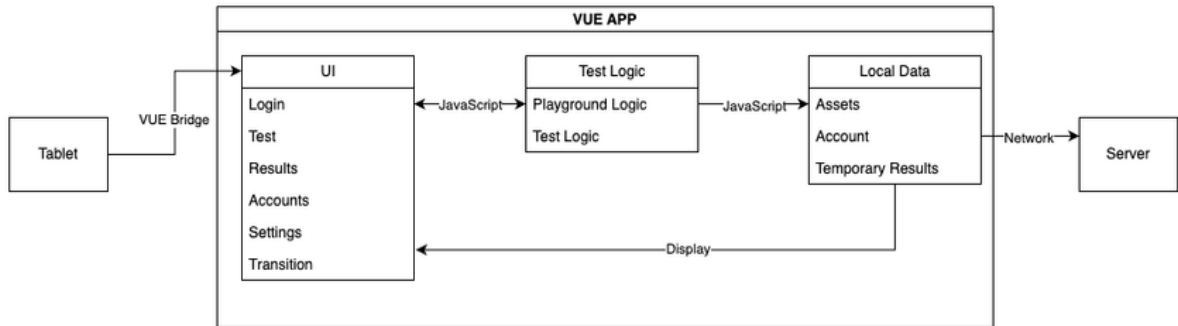 VUE APP
Tablet
VUE Bridge
UI
Login
Test
Results
Accounts
Settings
Transition
JavaScript
Test Logic
Playground Logic
Test Logic
JavaScript
Local Data
Assets
Account
Temporary Results
Display
Network
Server